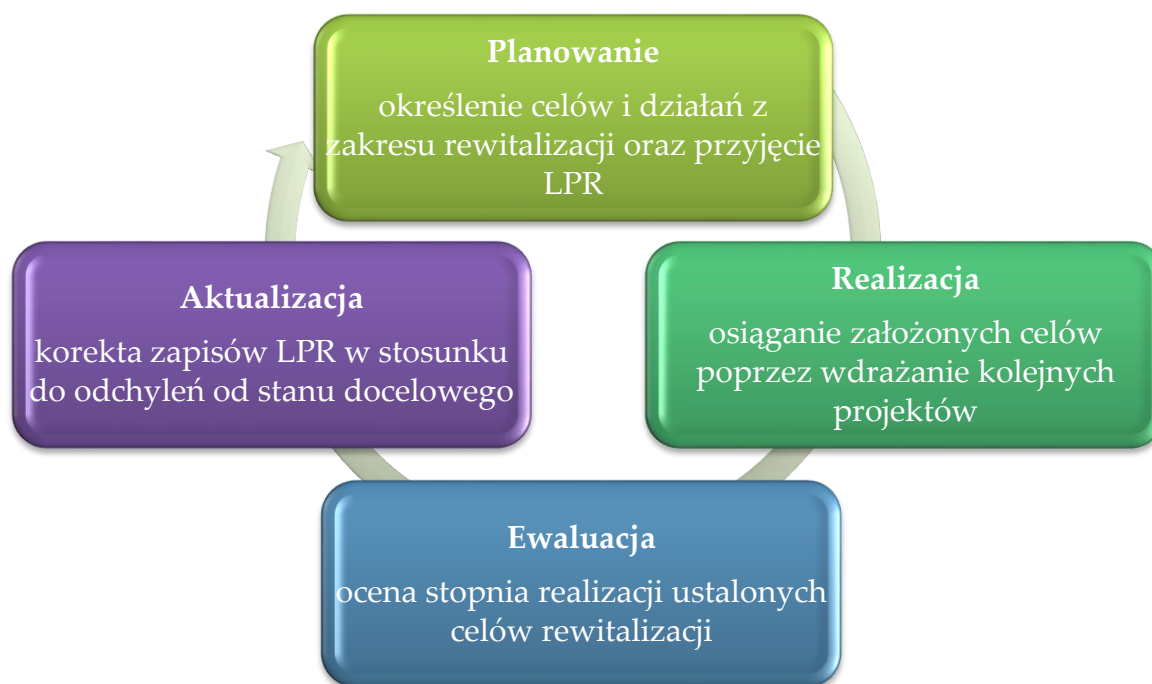 Planowanie
określenie celów i działań z
zakresu rewitalizacji oraz przyjęcie
LPR
Aktualizacja
korekta zapisów LPR w stosunku
do odchyleń od stanu docelowego
Realizacja
osiąganie założonych celów
poprzez wdrażanie kolejnych
projektów
Ewaluacja
ocena stopnia realizacji ustalonych
celów rewitalizacji